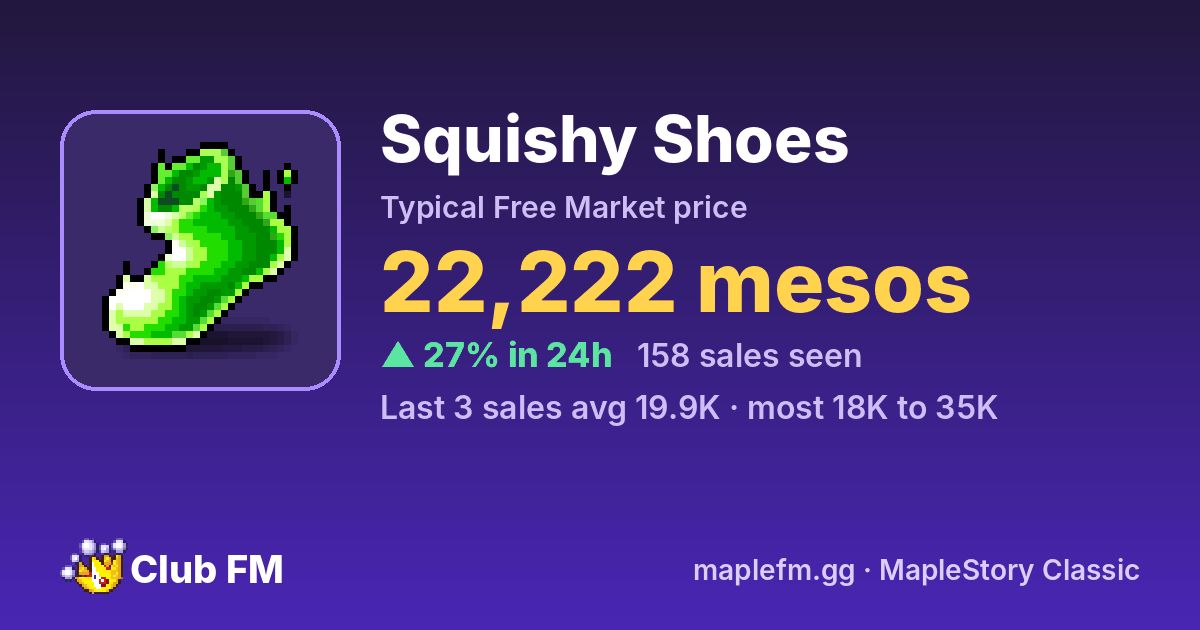 Squishy Shoes
Typical Free Market price
22,222 mesos
▲ 27% in 24h 158 sales seen
Last 3 sales avg 19.9K · most 18K to 35K
Club FM
maplefm.gg · MapleStory Classic